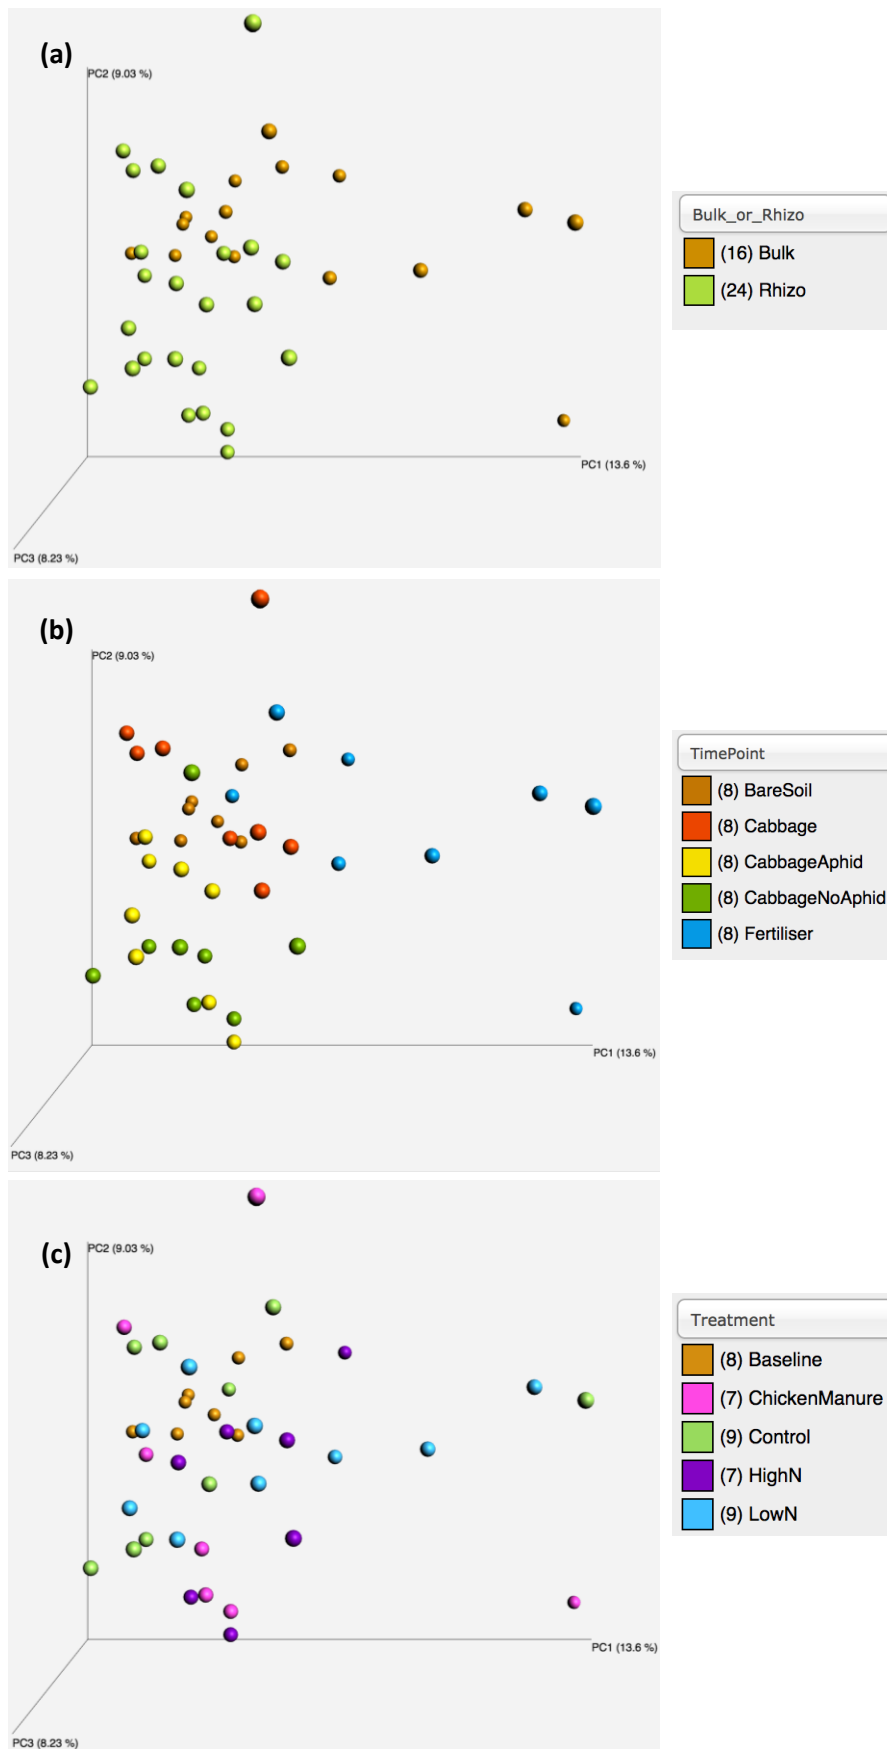 (a)
PC2 (9.03 %)
PC1 (13.6 %)
PC3 (8.23 %)
Bulk_or_Rhizo
(16) Bulk
(24) Rhizo
(b)
PC2 (9.03 %)
PC1 (13.6 %)
PC3 (8.23 %)
TimePoint
(8) BareSoil
(8) Cabbage
(8) CabbageAphid
(8) CabbageNoAphid
(8) Fertiliser
(c)
PC2 (9.03 %)
PC1 (13.6 %)
PC3 (8.23 %)
Treatment
(8) Baseline
(7) ChickenManure
(9) Control
(7) HighN
(9) LowN